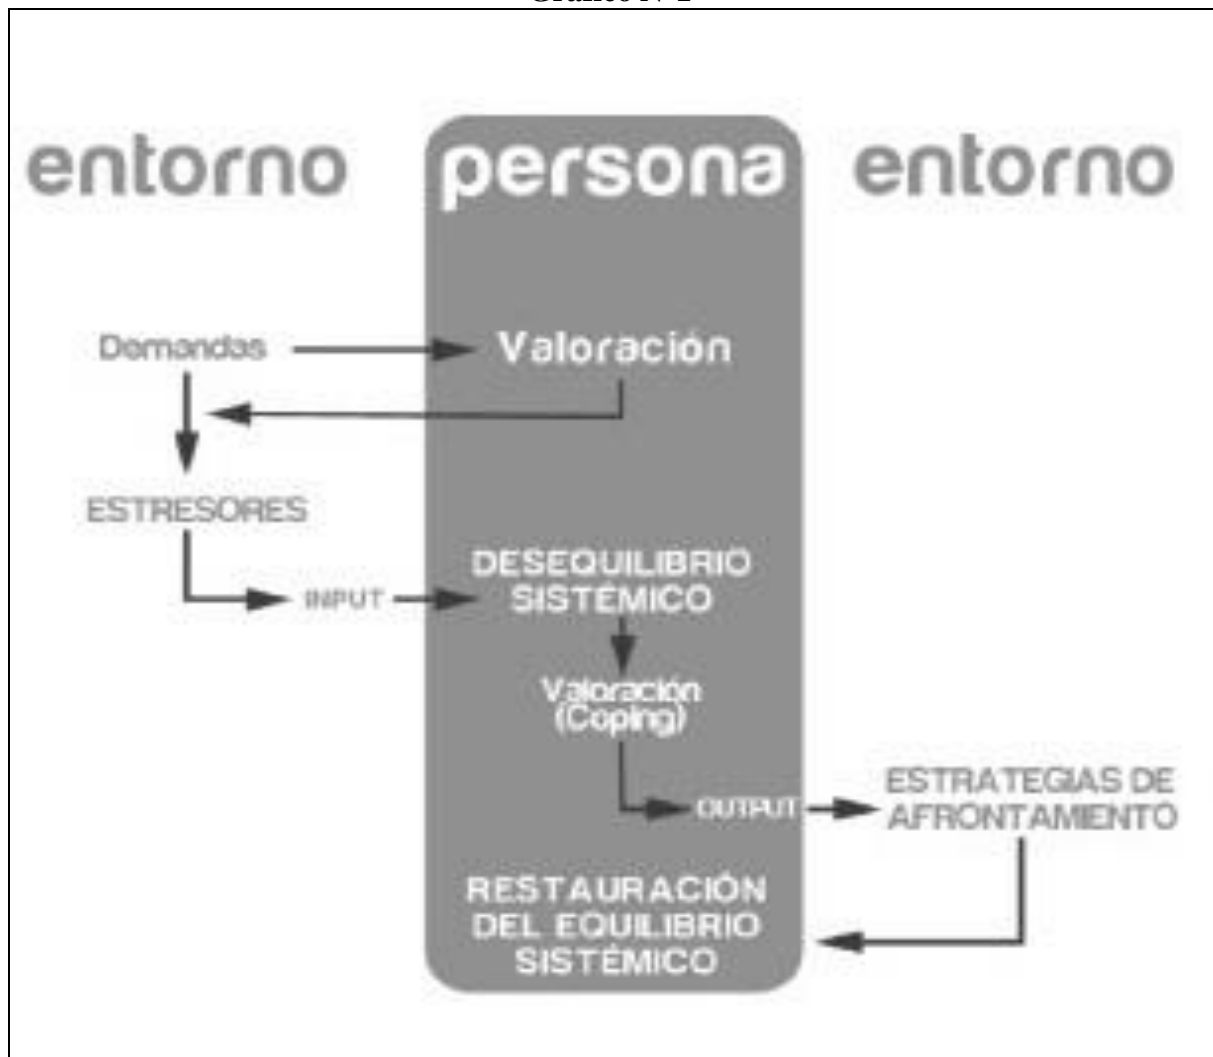 entorno persona entorno
Demandas Valoración
ESTRESORES
DESEQUILIBRIO
SISTÉMICO
INPUT
Valoración
(Coping)
OUTPUT
ESTRATEGIAS DE
AFRONTAMIENTO
RESTAURACIÓN
DEL EQUILIBRIO
SISTÉMICO